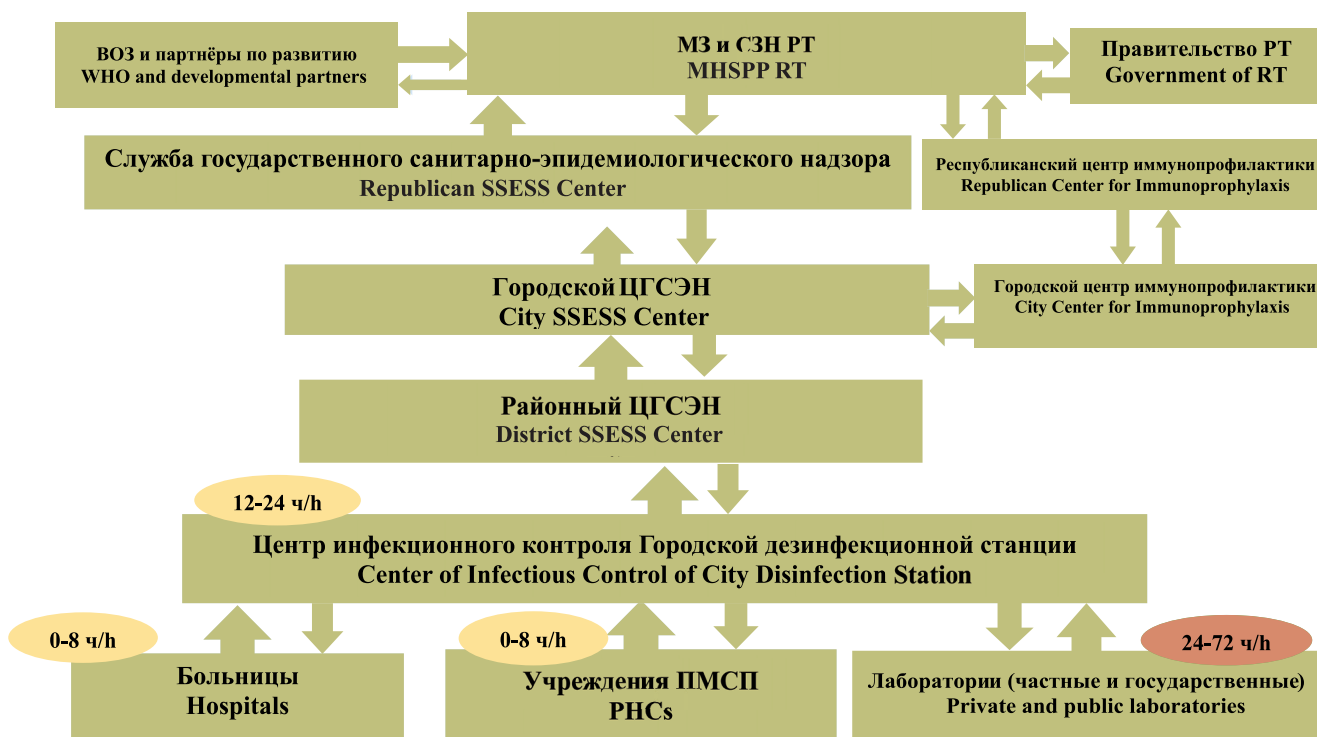 ВОЗ и партнёры по развитию
WHO and developmental partners
МЗ и СЗН РТ
MHSPP RT
Правительство РТ
Government of RT
Служба государственного санитарно-эпидемиологического надзора
Republican SSESS Center
Республиканский центр иммунопрофилактики
Republican Center for Immunoprophylaxis
Городской ЦГСЭН
City SSESS Center
Городской центр иммунопрофилактики
City Center for Immunoprophylaxis
Районный ЦГСЭН
District SSESS Center
12-24 ч/h
Центр инфекционного контроля Городской дезинфекционной станции
Center of Infectious Control of City Disinfection Station
0-8 ч/h
Больницы
Hospitals
0-8 ч/h
Учреждения ПМСП
PHCs
24-72 ч/h
Лаборатории (частные и государственные)
Private and public laboratories